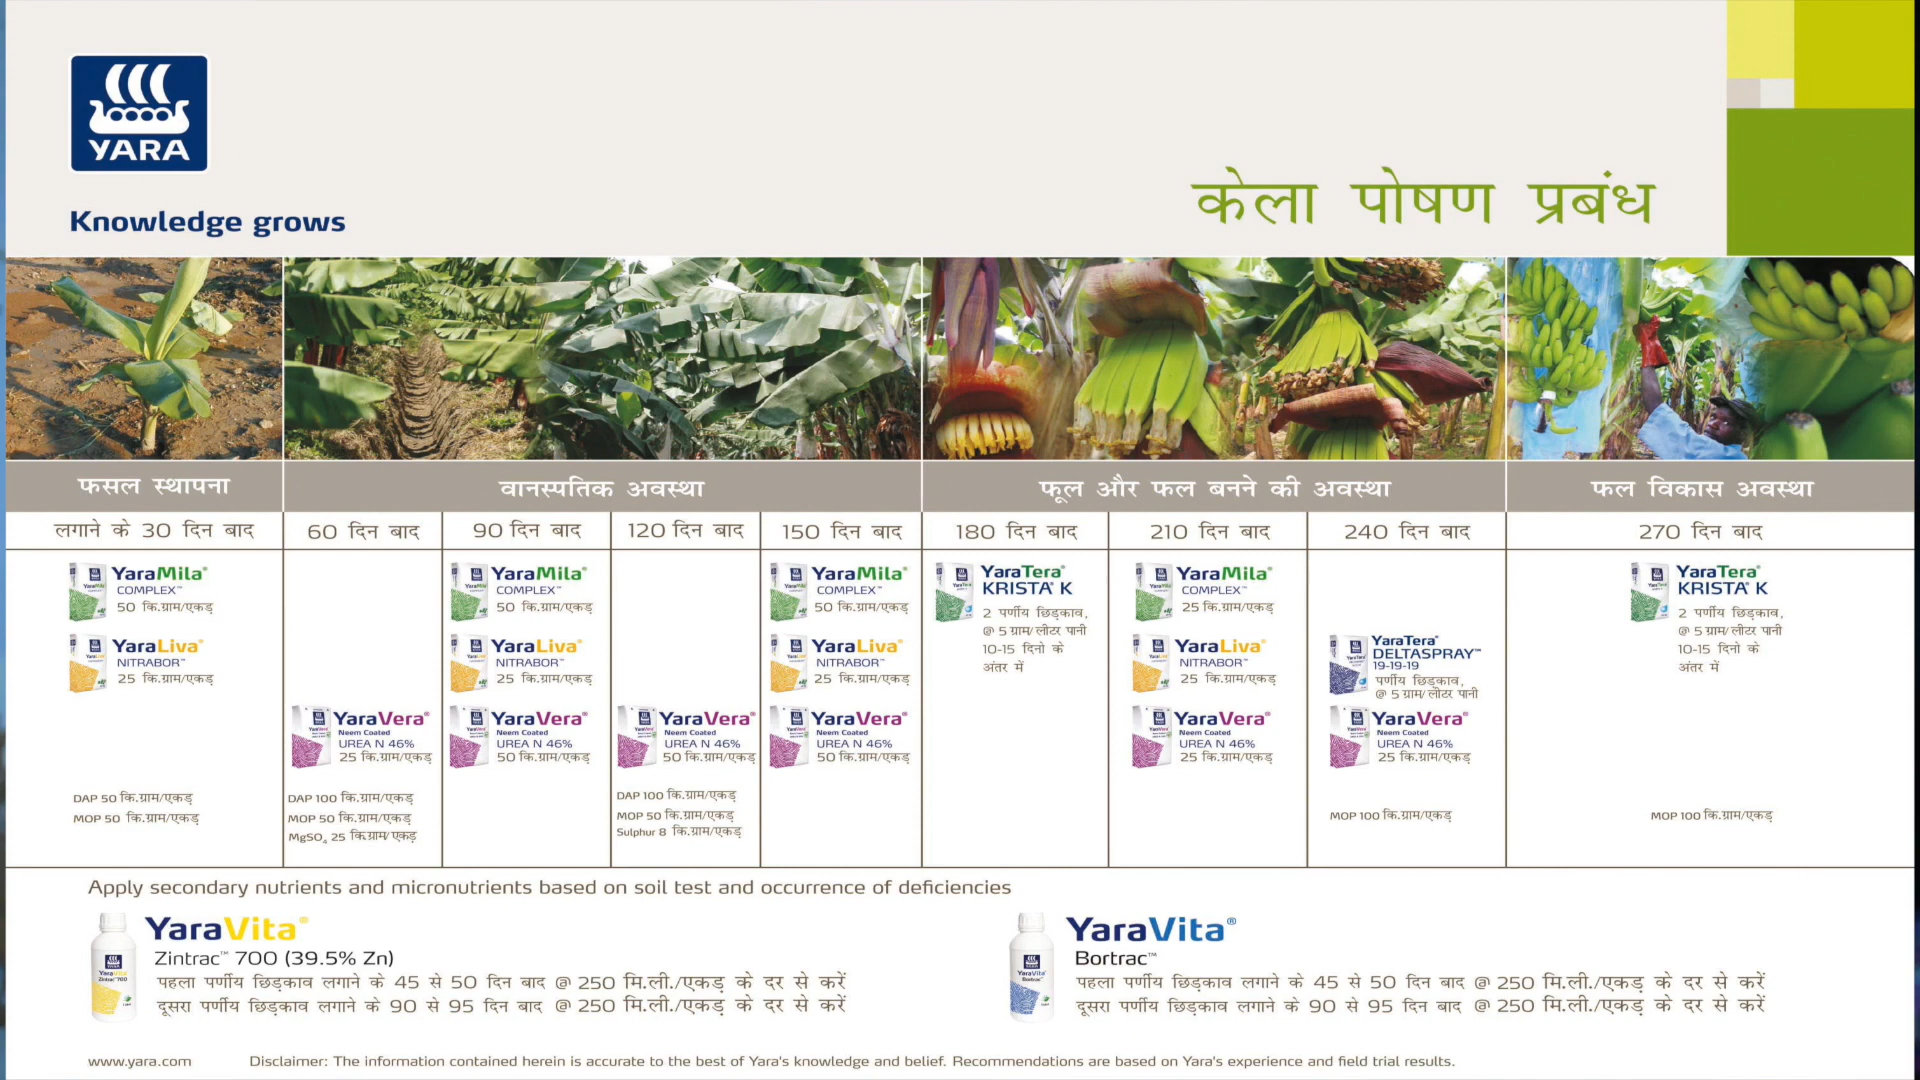 YARA
Knowledge grows
केला पोषण प्रबंध
फसल स्थापना
वानस्पतिक अवस्था
फूल और फल बनने की अवस्था
फल विकास अवस्था
लगाने के 30 दिन बाद
60 दिन बाद
90 दिन बाद
120 दिन बाद
150 दिन बाद
180 दिन बाद
210 दिन बाद
240 दिन बाद
270 दिन बाद
YaraMila®
COMPLEX™
50 कि.ग्राम/एकड़
YaraLiva®
NITRABOR™
25 कि.ग्राम/एकड़
DAP 50 कि.ग्राम/एकड़
MOP 50 कि.ग्राम/एकड़
YaraVera®
Neem Coated
UREA N 46%
25 कि.ग्राम/एकड़
DAP 100 कि.ग्राम/एकड़
MOP 50 कि.ग्राम/एकड़
MgSO₄ 25 कि.ग्राम/एकड़
YaraMila®
COMPLEX™
50 कि.ग्राम/एकड़
YaraLiva®
NITRABOR™
25 कि.ग्राम/एकड़
YaraVera®
Neem Coated
UREA N 46%
50 कि.ग्राम/एकड़
YaraVera®
Neem Coated
UREA N 46%
50 कि.ग्राम/एकड़
DAP 100 कि.ग्राम/एकड़
MOP 50 कि.ग्राम/एकड़
Sulphur 8 कि.ग्राम/एकड़
YaraMila®
COMPLEX™
50 कि.ग्राम/एकड़
YaraLiva®
NITRABOR™
25 कि.ग्राम/एकड़
YaraVera®
Neem Coated
UREA N 46%
50 कि.ग्राम/एकड़
YaraTera®
KRISTA® K
2 पर्णीय छिड़काव,
@ 5 ग्राम/लीटर पानी
10-15 दिनो के
अंतर में
YaraMila®
COMPLEX™
25 कि.ग्राम/एकड़
YaraLiva®
NITRABOR™
25 कि.ग्राम/एकड़
YaraVera®
Neem Coated
UREA N 46%
25 कि.ग्राम/एकड़
YaraTera®
DELTASPRAY™
19-19-19
पर्णीय छिड़काव,
@ 5 ग्राम/लीटर पानी
YaraVera®
Neem Coated
UREA N 46%
25 कि.ग्राम/एकड़
MOP 100 कि.ग्राम/एकड़
YaraTera®
KRISTA® K
2 पर्णीय छिड़काव,
@ 5 ग्राम/लीटर पानी
10-15 दिनो के
अंतर में
MOP 100 कि.ग्राम/एकड़
Apply secondary nutrients and micronutrients based on soil test and occurrence of deficiencies
YaraVita®
Zintrac™ 700 (39.5% Zn)
पहला पर्णीय छिड़काव लगाने के 45 से 50 दिन बाद @ 250 मि.ली./एकड़ के दर से करें
दूसरा पर्णीय छिड़काव लगाने के 90 से 95 दिन बाद @ 250 मि.ली./एकड़ के दर से करें
YaraVita®
Bortrac™
पहला पर्णीय छिड़काव लगाने के 45 से 50 दिन बाद @ 250 मि.ली./एकड़ के दर से करें
दूसरा पर्णीय छिड़काव लगाने के 90 से 95 दिन बाद @ 250 मि.ली./एकड़ के दर से करें
www.yara.com
Disclaimer: The information contained herein is accurate to the best of Yara's knowledge and belief. Recommendations are based on Yara's experience and field trial results.